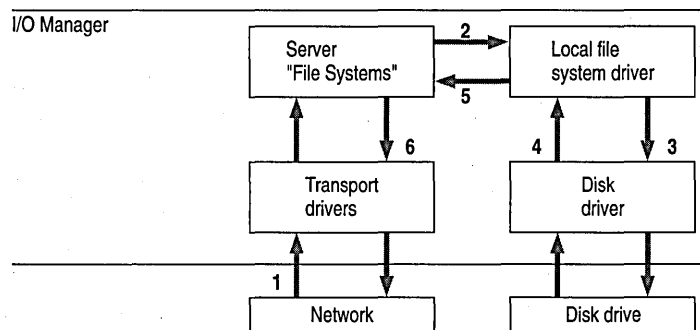 I/O Manager
2
Server
"File Systems"
Local file
system driver
5
6
4
3
Transport
drivers
Disk
driver
1
Network
Disk drive